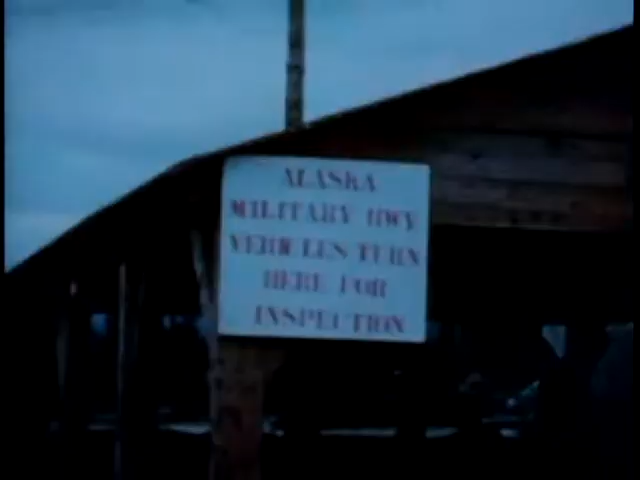 ALASKA
MILITARY HWY
VEHICLES TURN
HERE FOR
INSPECTION